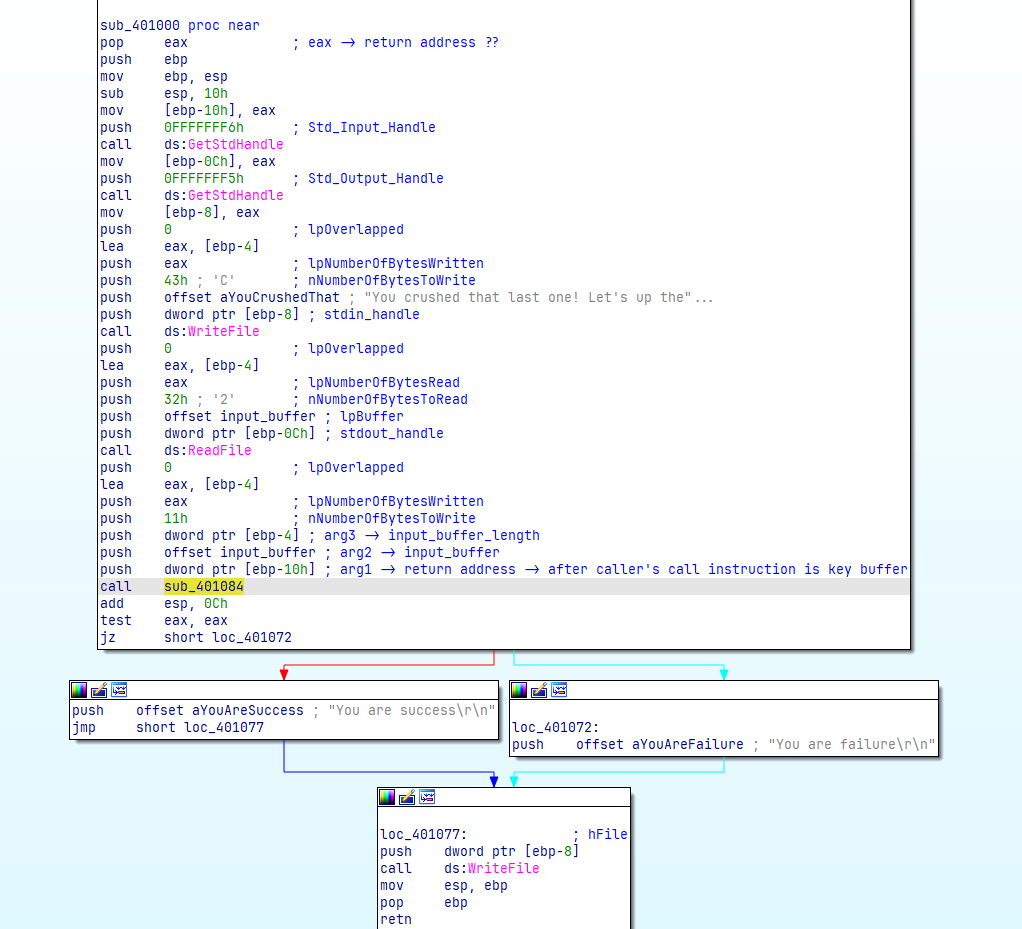 sub_401000 proc near
pop eax ; eax → return address ??
push ebp
mov ebp, esp
sub esp, 10h
mov [ebp-10h], eax
push 0FFFFFFF6h ; Std_Input_Handle
call ds:GetStdHandle
mov [ebp-0Ch], eax
push 0FFFFFFF5h ; Std_Output_Handle
call ds:GetStdHandle
mov [ebp-8], eax
push 0 ; lpOverlapped
lea eax, [ebp-4]
push eax ; lpNumberOfBytesWritten
push 43h ; 'C' ; nNumberOfBytesToWrite
push offset aYouCrushedThat ; "You crushed that last one! Let's up the"...
push dword ptr [ebp-8] ; stdin_handle
call ds:WriteFile
push 0 ; lpOverlapped
lea eax, [ebp-4]
push eax ; lpNumberOfBytesRead
push 32h ; '2' ; nNumberOfBytesToRead
push offset input_buffer ; lpBuffer
push dword ptr [ebp-0Ch] ; stdout_handle
call ds:ReadFile
push 0 ; lpOverlapped
lea eax, [ebp-4]
push eax ; lpNumberOfBytesWritten
push 11h ; nNumberOfBytesToWrite
push dword ptr [ebp-4] ; arg3 → input_buffer_length
push offset input_buffer ; arg2 → input_buffer
push dword ptr [ebp-10h] ; arg1 → return address → after caller's call instruction is key buffer
call sub_401084
add esp, 0Ch
test eax, eax
jz short loc_401072
push offset aYouAreSuccess ; "You are success\r\n"
jmp short loc_401077
loc_401072:
push offset aYouAreFailure ; "You are failure\r\n"
loc_401077: ; hFile
push dword ptr [ebp-8]
call ds:WriteFile
mov esp, ebp
pop ebp
retn